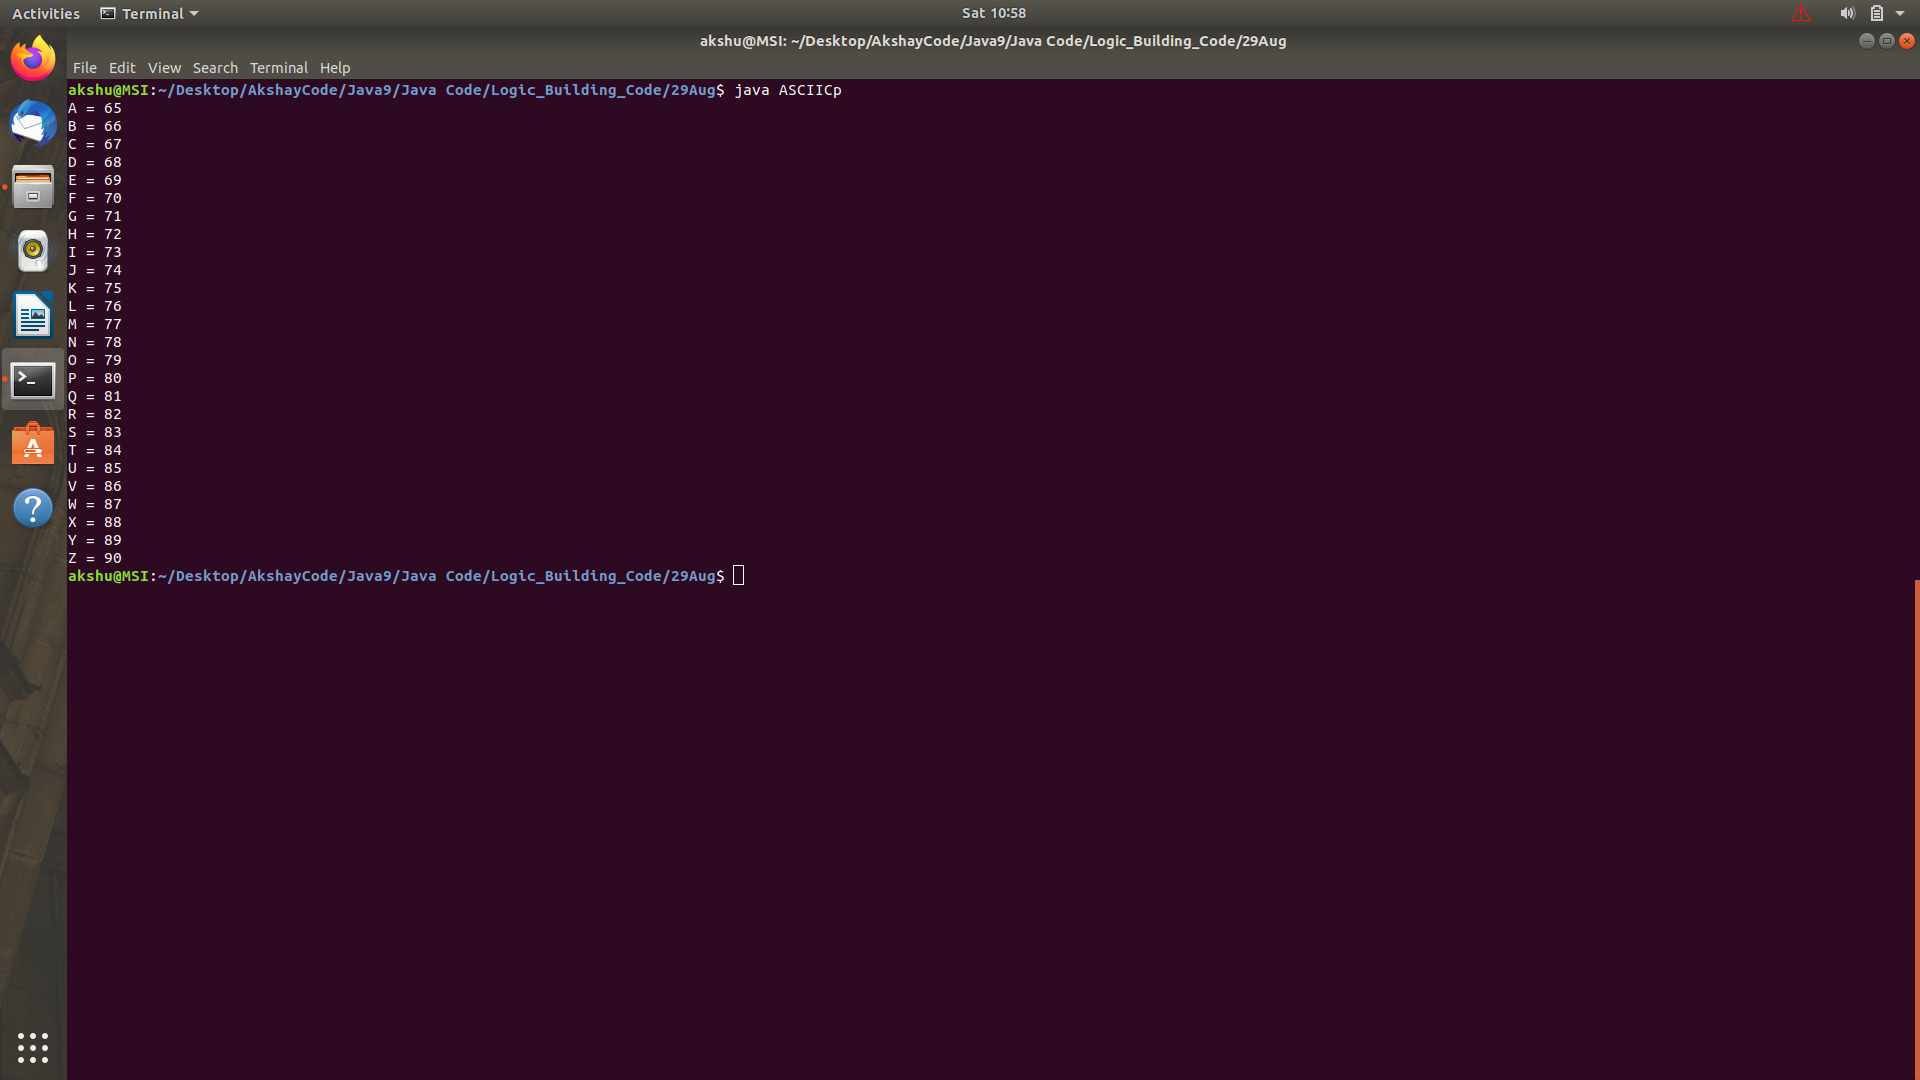 Activities Terminal Sat 10:58
akshu@MSI: ~/Desktop/AkshayCode/Java9/Java Code/Logic_Building_Code/29Aug
File Edit View Search Terminal Help
akshu@MSI:~/Desktop/AkshayCode/Java9/Java Code/Logic_Building_Code/29Aug$ java ASCIICp
A = 65
B = 66
C = 67
D = 68
E = 69
F = 70
G = 71
H = 72
I = 73
J = 74
K = 75
L = 76
M = 77
N = 78
O = 79
P = 80
Q = 81
R = 82
S = 83
T = 84
U = 85
V = 86
W = 87
X = 88
Y = 89
Z = 90
akshu@MSI:~/Desktop/AkshayCode/Java9/Java Code/Logic_Building_Code/29Aug$